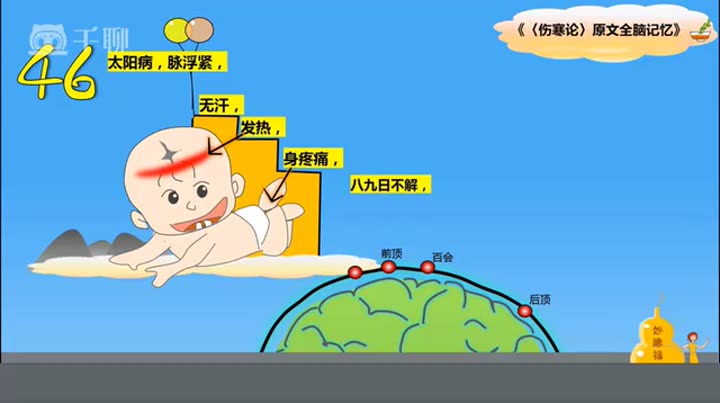 千聊
《〈伤寒论〉原文全脑记忆》
46
太阳病，脉浮紧，
无汗，
发热，
身疼痛，
八九日不解，
前顶
百会
后顶
妙缘福